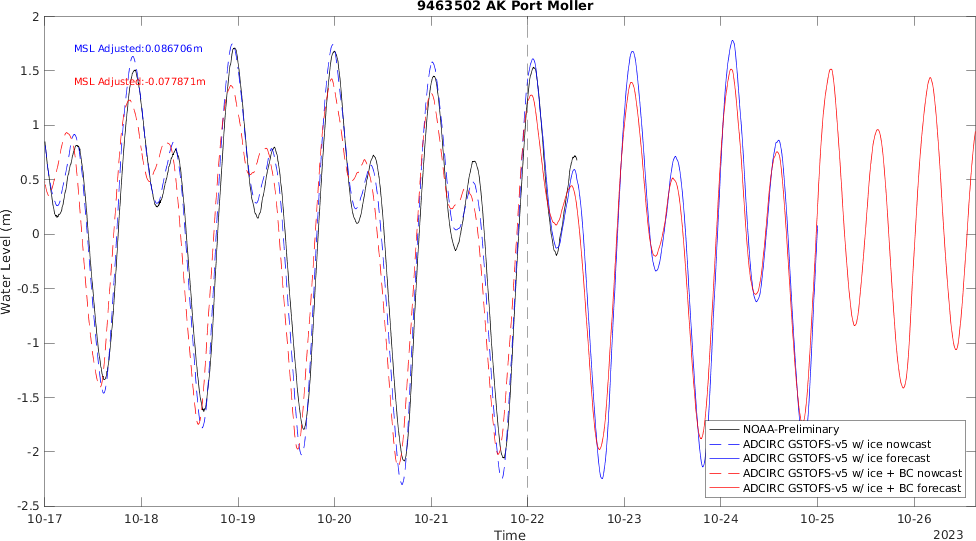 9463502 AK Port Moller
MSL Adjusted:0.086706m
MSL Adjusted:-0.077871m
Water Level (m)
2
1.5
1
0.5
0
-0.5
-1
-1.5
-2
-2.5
NOAA-Preliminary
ADCIRC GSTOFS-v5 w/ ice nowcast
ADCIRC GSTOFS-v5 w/ ice forecast
ADCIRC GSTOFS-v5 w/ ice + BC nowcast
ADCIRC GSTOFS-v5 w/ ice + BC forecast
10-17 10-18 10-19 10-20 10-21 10-22 10-23 10-24 10-25 10-26
Time
2023